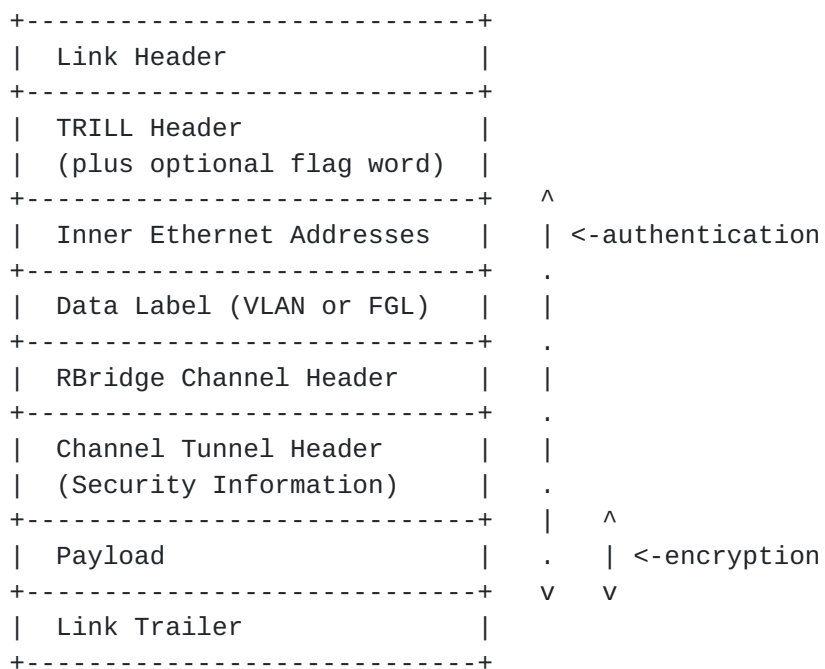 +-----------------------------+
|  Link Header                |
+-----------------------------+
|  TRILL Header               |
|  (plus optional flag word)  |
+-----------------------------+   ^
|  Inner Ethernet Addresses   |   | <-authentication
+-----------------------------+   .
|  Data Label (VLAN or FGL)   |   |
+-----------------------------+   .
|  RBridge Channel Header     |   |
+-----------------------------+   .
|  Channel Tunnel Header      |   |
|  (Security Information)     |   .
+-----------------------------+   |   ^
|  Payload                    |   .   | <-encryption
+-----------------------------+   v   v
|  Link Trailer               |
+-----------------------------+